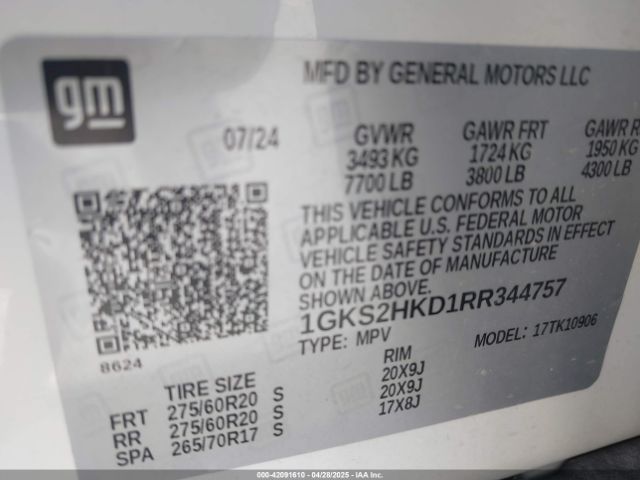 gm
MFD BY GENERAL MOTORS LLC
07/24 GVWR GAWR FRT GAWR R
3493 KG 1724 KG 1950 KG
7700 LB 3800 LB 4300 LB
THIS VEHICLE CONFORMS TO ALL
APPLICABLE U.S. FEDERAL MOTOR
VEHICLE SAFETY STANDARDS IN EFFECT
ON THE DATE OF MANUFACTURE
SHOWN ABOVE.
1GKS2HKD1RR344757
TYPE: MPV MODEL: 17TK10906
8624
TIRE SIZE RIM
FRT 275/60R20 S 20X9J
RR 275/60R20 S 20X9J
SPA 265/70R17 S 17X8J
000-42091610 - 04/28/2025 - IAAI.com